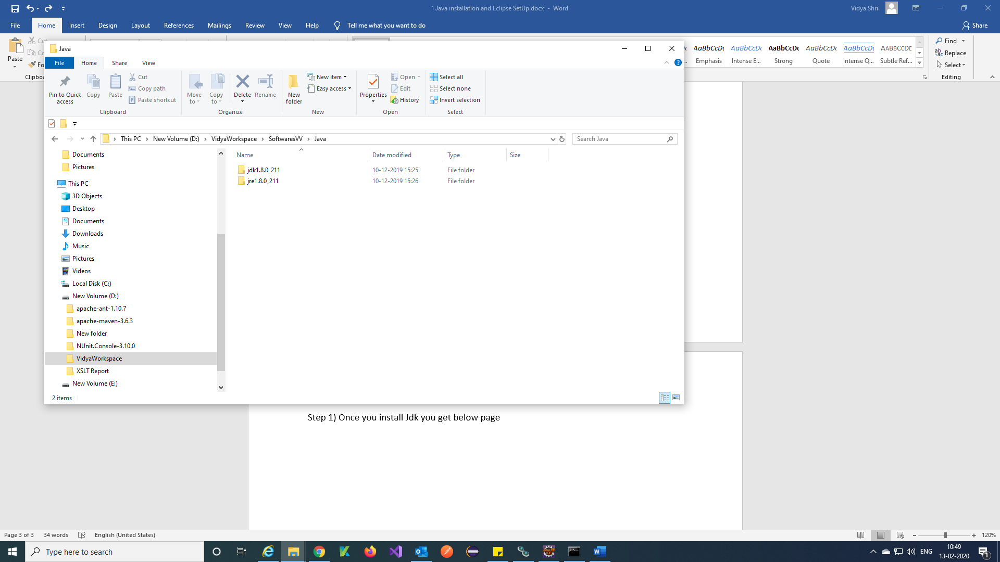 1.Java installation and Eclipse SetUp.docx - Word
Vidya Shri.
File Home Insert Design Layout References Mailings Review View Help Tell me what you want to do Share
Paste
Clipboa
AaBbCcDc AaBbCcDc AaBbCcDc AaBbCcDc AaBbCcDc AABBCCDE
Emphasis Intense E... Strong Quote Intense Q... Subtle Ref...
Find
Replace
Select
Editing
Java
File Home Share View
Pin to Quick access
Copy
Paste
Cut
Copy path
Paste shortcut
Clipboard
Move to
Copy to
Delete
Rename
Organize
New folder
New item
Easy access
New
Properties
Open
Edit
History
Open
Select all
Select none
Invert selection
Select
This PC > New Volume (D:) > VidyaWorkspace > SoftwaresVV > Java
Search Java
Documents
Pictures
This PC
3D Objects
Desktop
Documents
Downloads
Music
Pictures
Videos
Local Disk (C:)
New Volume (D:)
apache-ant-1.10.7
apache-maven-3.6.3
New folder
NUnit.Console-3.10.0
VidyaWorkspace
XSLT Report
New Volume (E:)
Name Date modified Type Size
jdk1.8.0_211 10-12-2019 15:25 File folder
jre1.8.0_211 10-12-2019 15:26 File folder
2 items
Step 1) Once you install Jdk you get below page
Page 3 of 3 34 words English (United States)
120%
Type here to search
ENG
10:49
13-02-2020
1